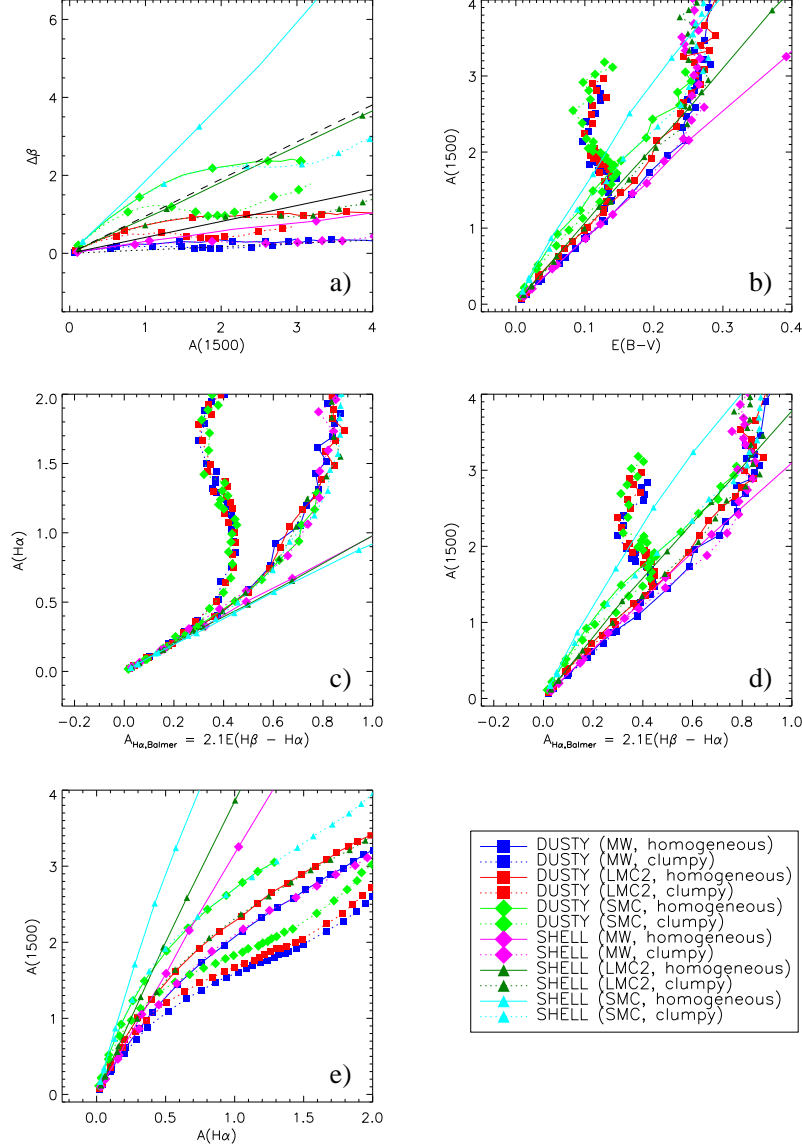 6
4
2
0
Δβ
0 1 2 3 4
A(1500)
a)
4
3
2
1
0
A(1500)
0.0 0.1 0.2 0.3 0.4
E(B−V)
b)
2.0
1.5
1.0
0.5
0.0
A(Hα)
−0.2 0.0 0.2 0.4 0.6 0.8 1.0
A_Hα,Balmer = 2.1E(Hβ − Hα)
c)
4
3
2
1
0
A(1500)
−0.2 0.0 0.2 0.4 0.6 0.8 1.0
A_Hα,Balmer = 2.1E(Hβ − Hα)
d)
4
3
2
1
0
A(1500)
0.0 0.5 1.0 1.5 2.0
A(Hα)
e)
DUSTY (MW, homogeneous)
DUSTY (MW, clumpy)
DUSTY (LMC2, homogeneous)
DUSTY (LMC2, clumpy)
DUSTY (SMC, homogeneous)
DUSTY (SMC, clumpy)
SHELL (MW, homogeneous)
SHELL (MW, clumpy)
SHELL (LMC2, homogeneous)
SHELL (LMC2, clumpy)
SHELL (SMC, homogeneous)
SHELL (SMC, clumpy)